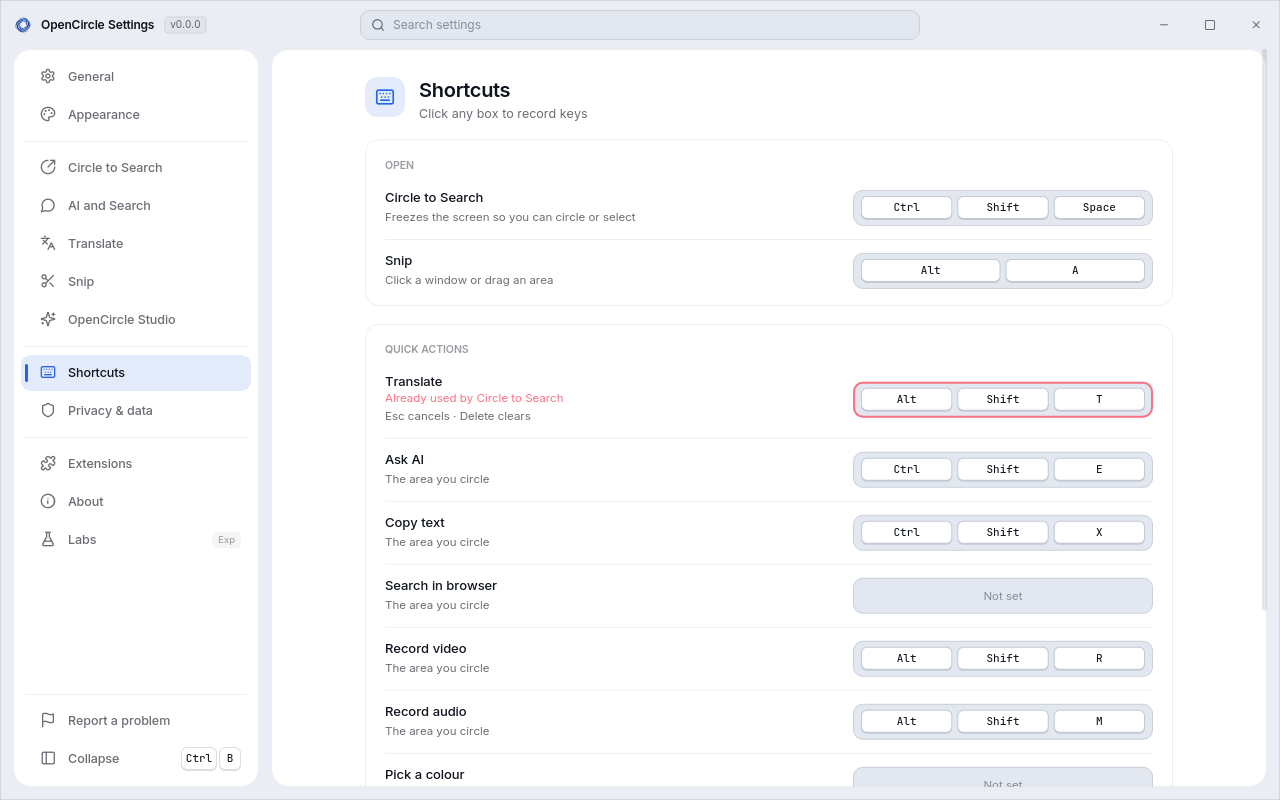 OpenCircle Settings v0.0.0
Search settings
General
Appearance
Circle to Search
AI and Search
Translate
Snip
OpenCircle Studio
Shortcuts
Privacy & data
Extensions
About
Labs Exp
Report a problem
Collapse Ctrl B
Shortcuts
Click any box to record keys
OPEN
Circle to Search
Freezes the screen so you can circle or select
Ctrl Shift Space
Snip
Click a window or drag an area
Alt A
QUICK ACTIONS
Translate
Already used by Circle to Search
Esc cancels · Delete clears
Alt Shift T
Ask AI
The area you circle
Ctrl Shift E
Copy text
The area you circle
Ctrl Shift X
Search in browser
The area you circle
Not set
Record video
The area you circle
Alt Shift R
Record audio
The area you circle
Alt Shift M
Pick a colour
Not set